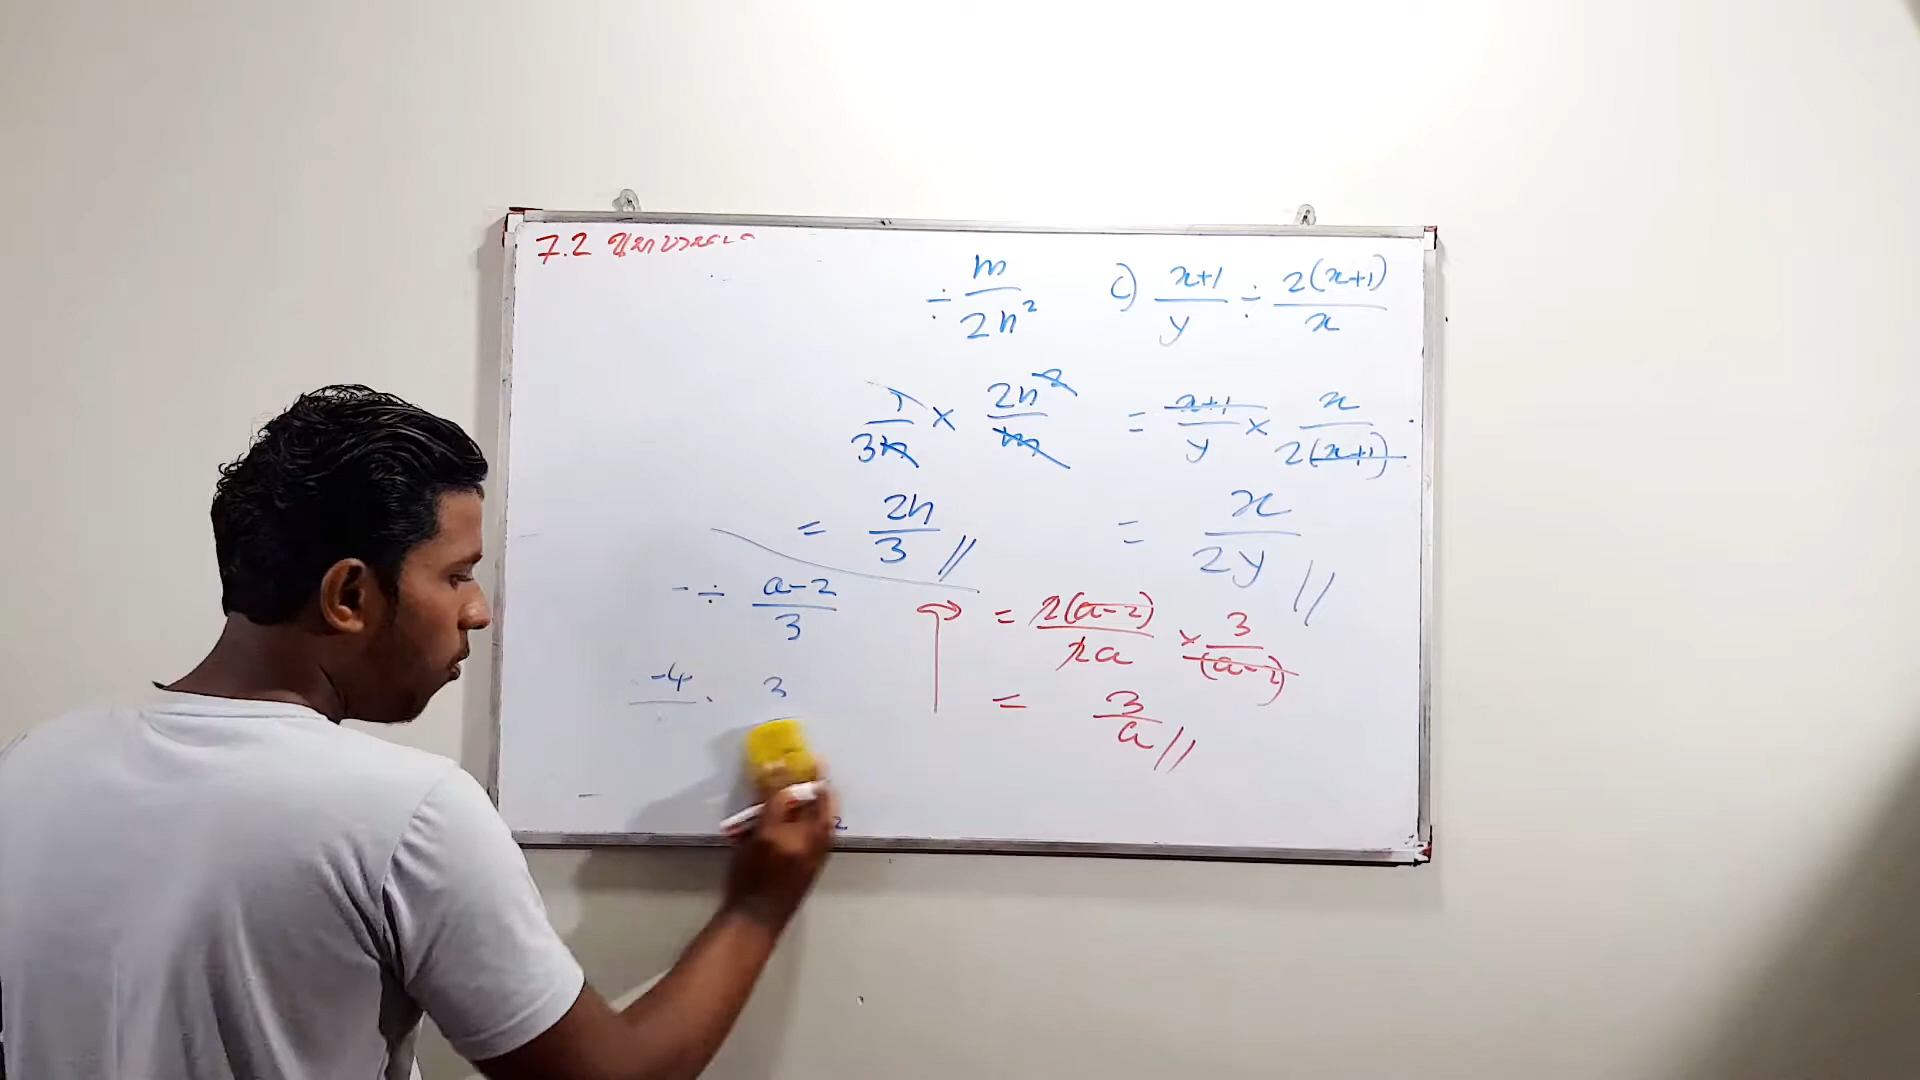 7.2
÷ m/2n²
c) x+1/y ÷ 2(x+1)/x
1/3n × 2n²/m
= x+1/y × x/2(x+1)
= 2n/3 //
= x/2y //
÷ a-2/3
= 2(a-2)/2a × 3/(a-2)
-4 3
= 3/a //
2